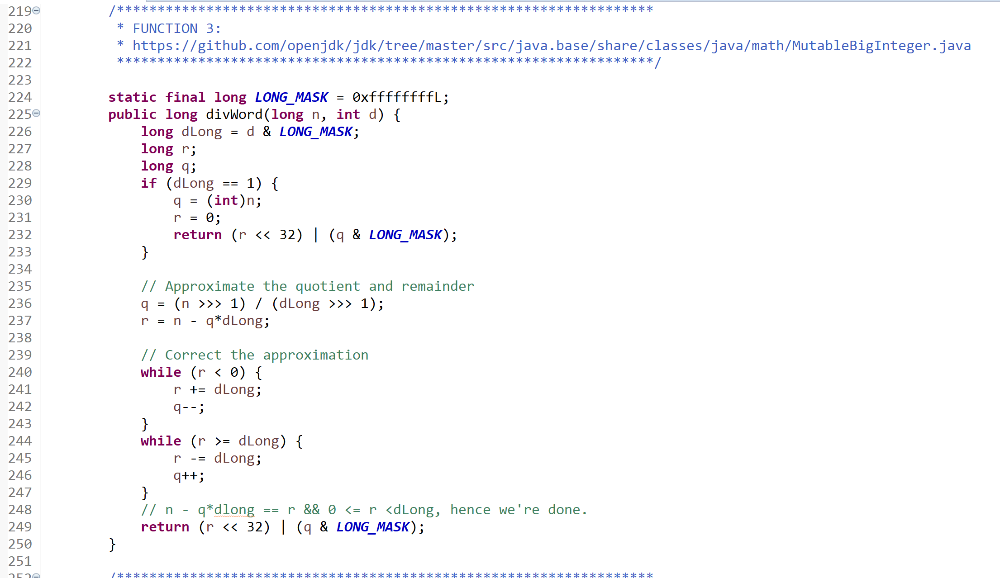 219 /******************************************************************
220 * FUNCTION 3:
221 * https://github.com/openjdk/jdk/tree/master/src/java.base/share/classes/java/math/MutableBigInteger.java
222 ******************************************************************/
223
224 static final long LONG_MASK = 0xffffffffL;
225 public long divWord(long n, int d) {
226 long dLong = d & LONG_MASK;
227 long r;
228 long q;
229 if (dLong == 1) {
230 q = (int)n;
231 r = 0;
232 return (r << 32) | (q & LONG_MASK);
233 }
234
235 // Approximate the quotient and remainder
236 q = (n >>> 1) / (dLong >>> 1);
237 r = n - q*dLong;
238
239 // Correct the approximation
240 while (r < 0) {
241 r += dLong;
242 q--;
243 }
244 while (r >= dLong) {
245 r -= dLong;
246 q++;
247 }
248 // n - q*dlong == r && 0 <= r <dLong, hence we're done.
249 return (r << 32) | (q & LONG_MASK);
250 }
251
252 /******************************************************************